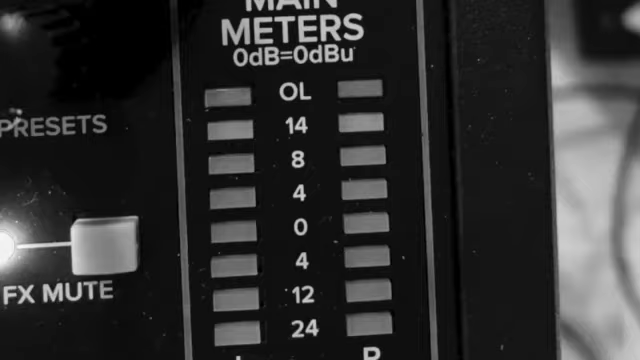 MAIN
METERS
0dB=0dBu
OL
PRESETS
14
8
4
0
4
FX MUTE
12
24
L R